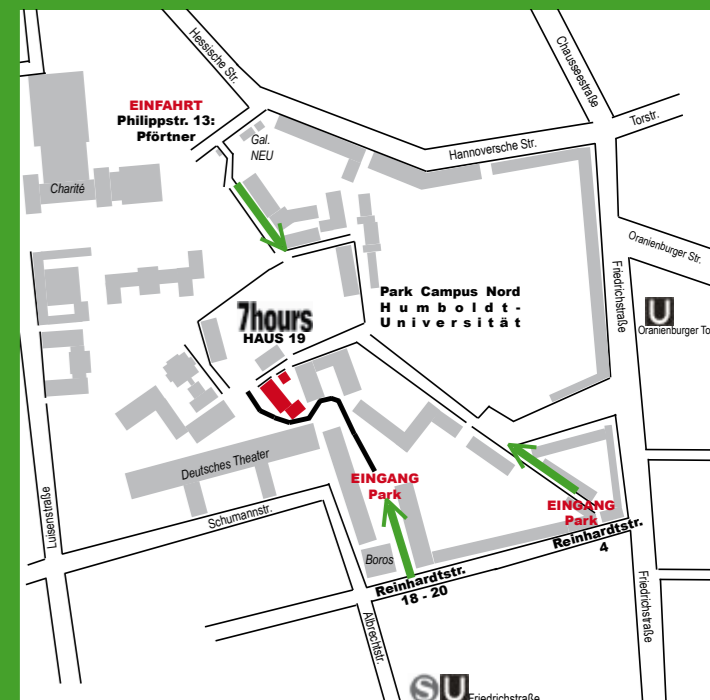 Hessische Str.
Chausseestraße
Torstr.
EINFAHRT
Philippstr. 13:
Pförtner
Gal.
NEU
Hannoversche Str.
Charité
Oranienburger Str.
Friedrichstraße
Park Campus Nord
Humboldt-
Universität
U
Oranienburger To
7hours
HAUS 19
Deutsches Theater
EINGANG
Park
EINGANG
Park
Reinhardtstr.
4
Luisenstraße
Schumannstr.
Boros
Reinhardtstr.
18 - 20
Albrechtstr.
Friedrichstraße
S U
Friedrichstraße